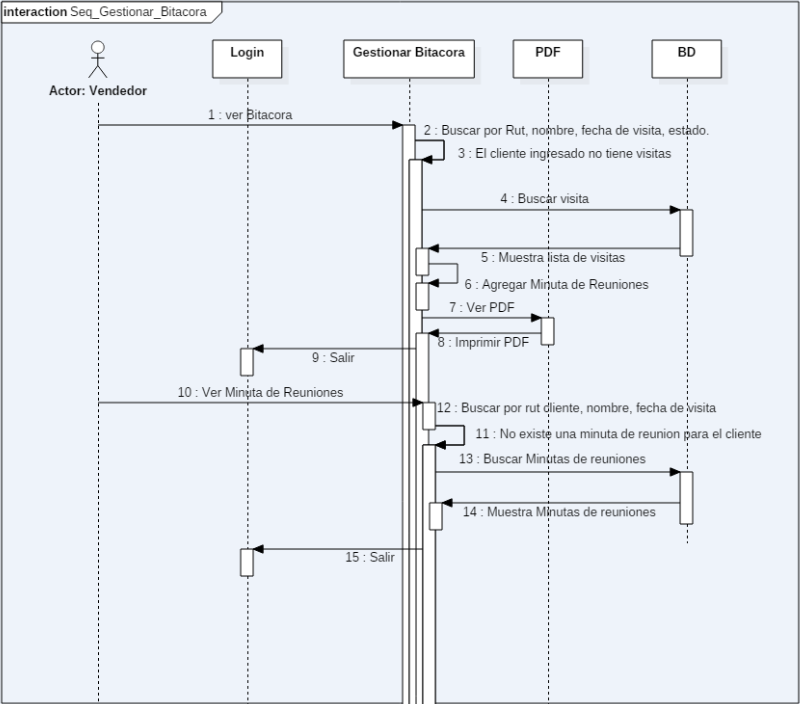 interaction Seq_Gestionar_Bitacora
Login
Gestionar Bitacora
PDF
BD
Actor: Vendedor
1 : ver Bitacora
2 : Buscar por Rut, nombre, fecha de visita, estado.
3 : El cliente ingresado no tiene visitas
4 : Buscar visita
5 : Muestra lista de visitas
6 : Agregar Minuta de Reuniones
7 : Ver PDF
8 : Imprimir PDF
9 : Salir
10 : Ver Minuta de Reuniones
12 : Buscar por rut cliente, nombre, fecha de visita
11 : No existe una minuta de reunion para el cliente
13 : Buscar Minutas de reuniones
14 : Muestra Minutas de reuniones
15 : Salir